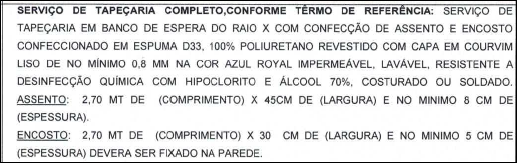 SERVIÇO DE TAPEÇARIA COMPLETO,CONFORME TÉRMO DE REFERÊNCIA: SERVIÇO DE
TAPEÇARIA EM BANCO DE ESPERA DO RAIO X COM CONFECÇÃO DE ASSENTO E ENCOSTO
CONFECCIONADO EM ESPUMA D33, 100% POLIURETANO REVESTIDO COM CAPA EM COURVIM
LISO DE NO MÍNIMO 0,8 MM NA COR AZUL ROYAL IMPERMEÁVEL, LAVÁVEL, RESISTENTE A
DESINFECÇÃO QUÍMICA COM HIPOCLORITO E ÁLCOOL 70%, COSTURADO OU SOLDADO.
ASSENTO: 2,70 MT DE (COMPRIMENTO) X 45CM DE (LARGURA) E NO MINIMO 8 CM DE
(ESPESSURA).
ENCOSTO: 2,70 MT DE (COMPRIMENTO) X 30 CM DE (LARGURA) E NO MINIMO 5 CM DE
(ESPESSURA) DEVERA SER FIXADO NA PAREDE.